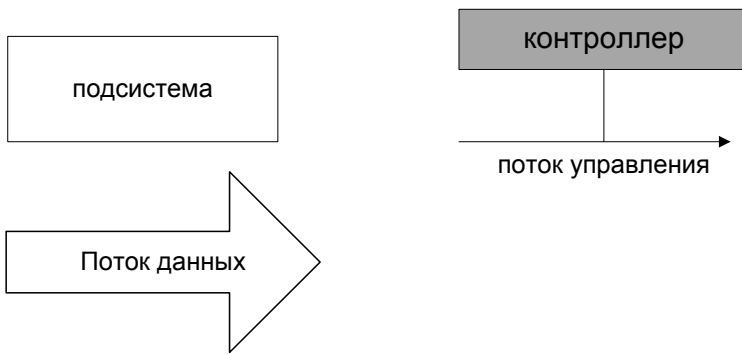 контроллер
подсистема
поток управления
Поток данных